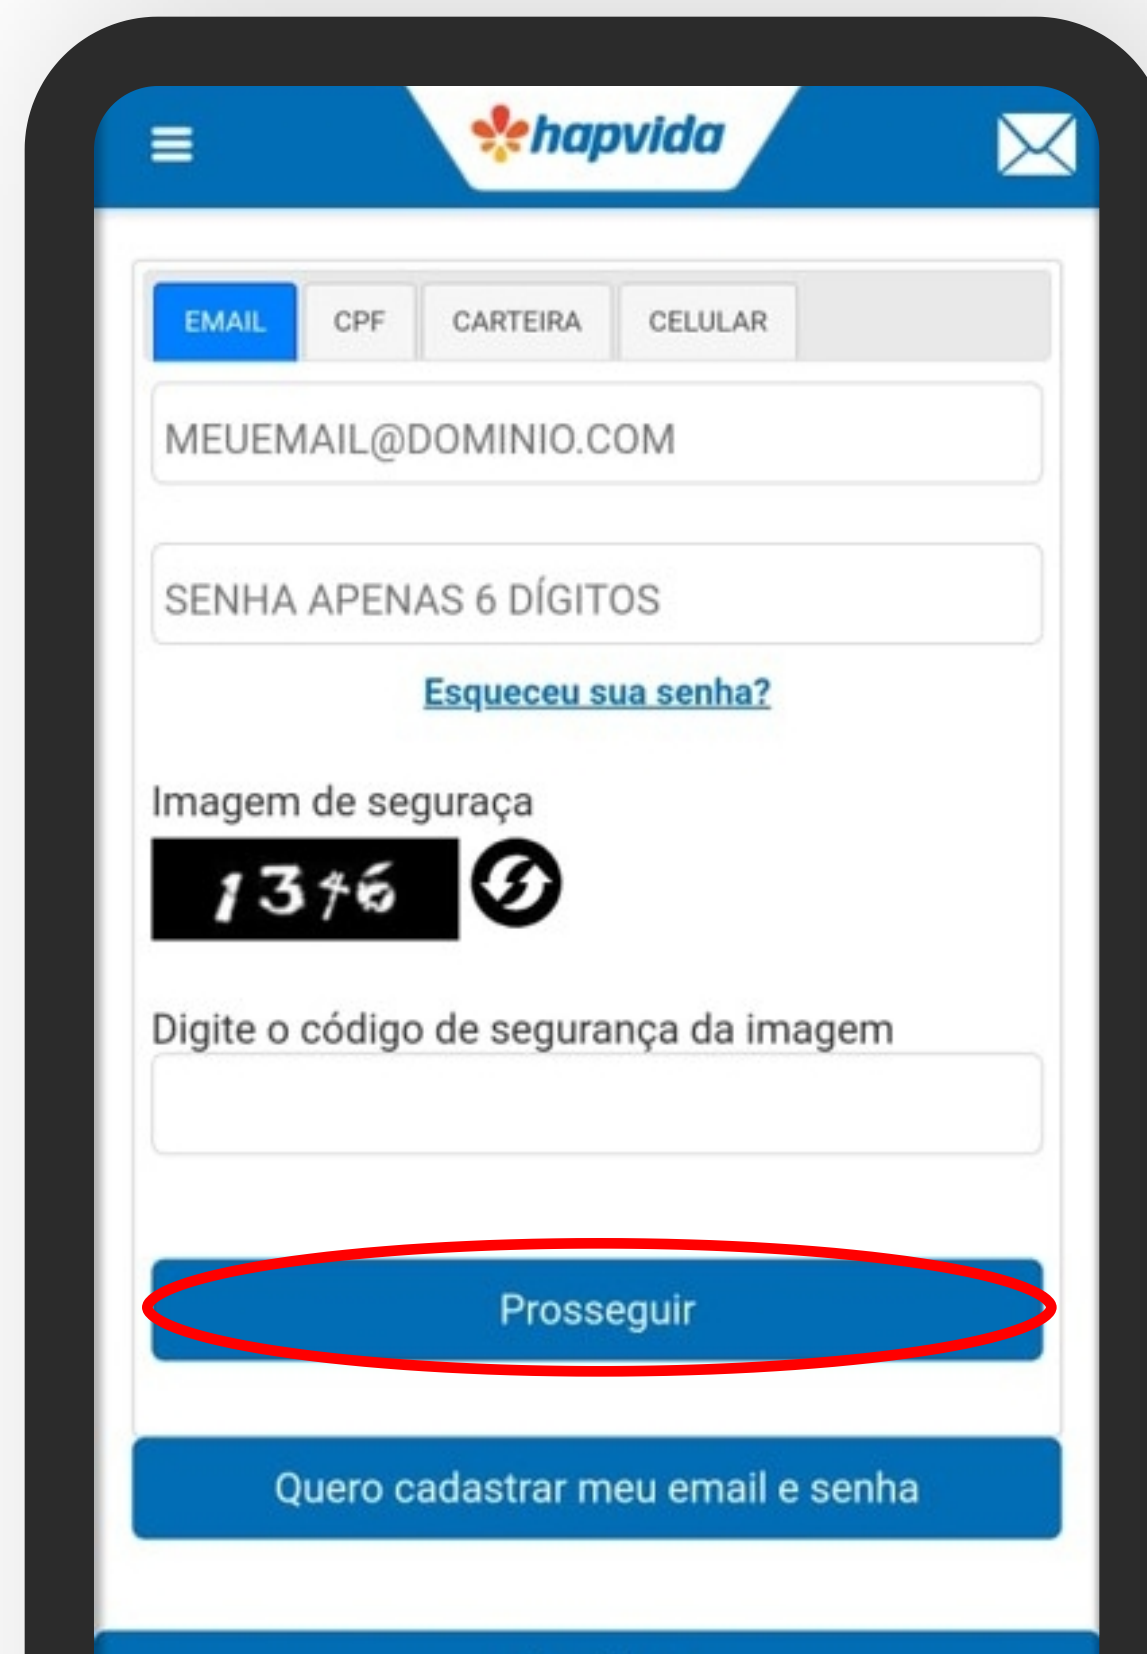 hapvida
EMAIL CPF CARTEIRA CELULAR
MEUEMAIL@DOMINIO.COM
SENHA APENAS 6 DÍGITOS
Esqueceu sua senha?
Imagem de seguraça
1346
Digite o código de segurança da imagem
Prosseguir
Quero cadastrar meu email e senha